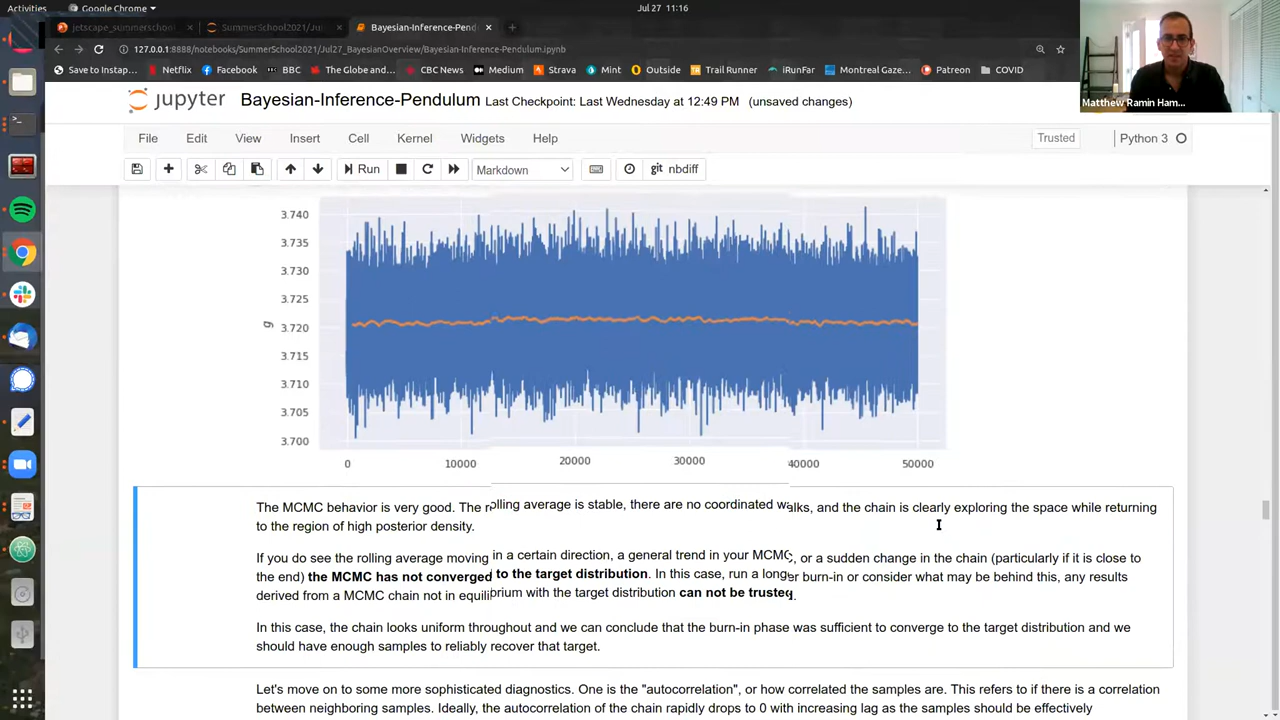 Activities
Google Chrome
Jul 27 11:16
jetscape_summerschool
SummerSchool2021/Jul
Bayesian-Inference-Pend
127.0.0.1:8888/notebooks/SummerSchool2021/Jul27_BayesianOverview/Bayesian-Inference-Pendulum.ipynb
Save to Instap... Netflix Facebook BBC The Globe and... CBC News Medium Strava Mint Outside Trail Runner iRunFar Montreal Gaze... Patreon COVID
Matthew Ramin Ham...
jupyter Bayesian-Inference-Pendulum Last Checkpoint: Last Wednesday at 12:49 PM (unsaved changes)
File Edit View Insert Cell Kernel Widgets Help
Trusted Python 3
Run Markdown git nbdiff
3.740
3.735
3.730
3.725
3.720
3.715
3.710
3.705
3.700
g
0 10000 20000 30000 40000 50000
The MCMC behavior is very good. The rolling average is stable, there are no coordinated walks, and the chain is clearly exploring the space while returning
to the region of high posterior density.
If you do see the rolling average moving in a certain direction, a general trend in your MCMC, or a sudden change in the chain (particularly if it is close to
the end) the MCMC has not converged to the target distribution. In this case, run a longer burn-in or consider what may be behind this, any results
derived from a MCMC chain not in equilibrium with the target distribution can not be trusted.
In this case, the chain looks uniform throughout and we can conclude that the burn-in phase was sufficient to converge to the target distribution and we
should have enough samples to reliably recover that target.
Let's move on to some more sophisticated diagnostics. One is the "autocorrelation", or how correlated the samples are. This refers to if there is a correlation
between neighboring samples. Ideally, the autocorrelation of the chain rapidly drops to 0 with increasing lag as the samples should be effectively